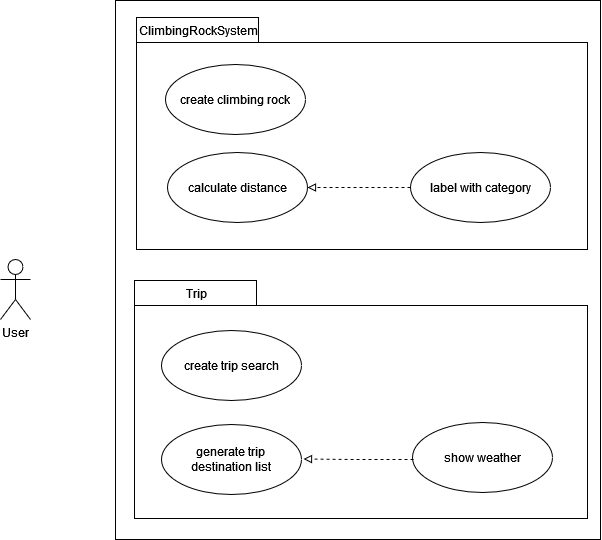 ClimbingRockSystem
create climbing rock
calculate distance
label with category
User
Trip
create trip search
generate trip
destination list
show weather